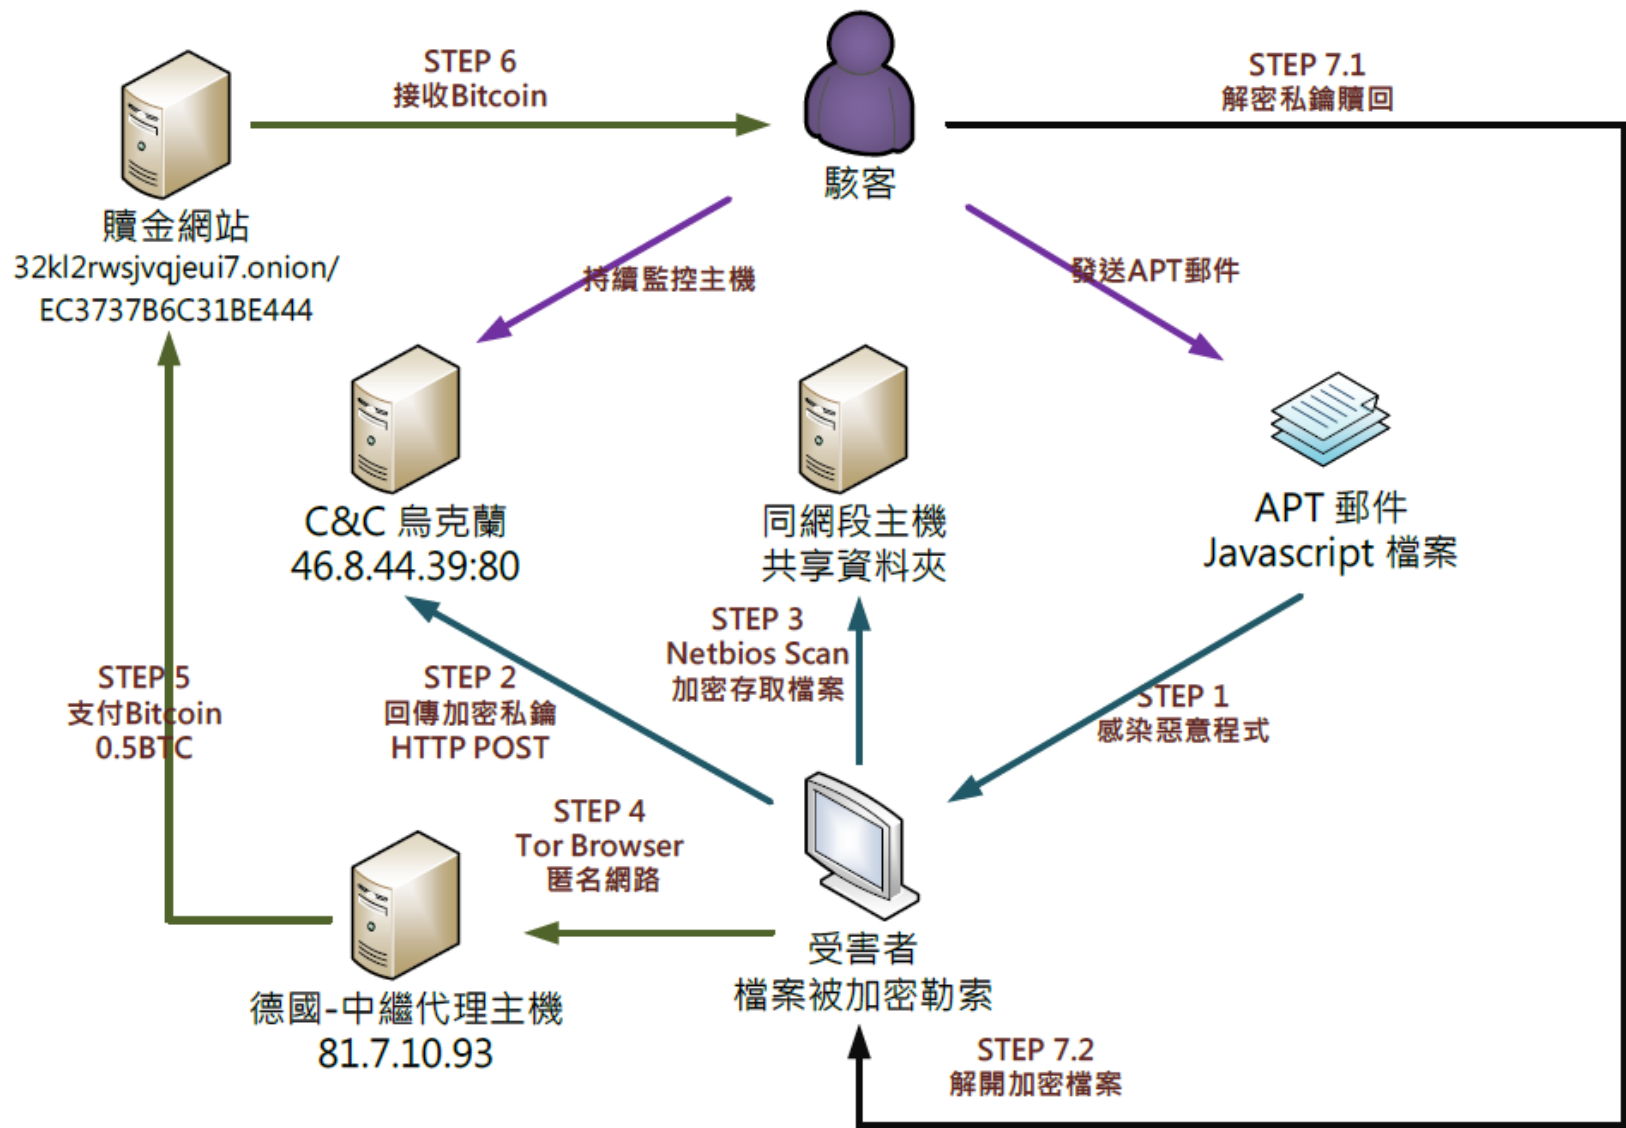 STEP 6
接收Bitcoin
STEP 7.1
解密私鑰贖回
駭客
贖金網站
32kl2rwsjvqjeui7.onion/
EC3737B6C31BE444
持續監控主機
發送APT郵件
C&C 烏克蘭
46.8.44.39:80
同網段主機
共享資料夾
APT 郵件
Javascript 檔案
STEP 5
支付Bitcoin
0.5BTC
STEP 2
回傳加密私鑰
HTTP POST
STEP 3
Netbios Scan
加密存取檔案
STEP 1
感染惡意程式
STEP 4
Tor Browser
匿名網路
受害者
檔案被加密勒索
德國-中繼代理主機
81.7.10.93
STEP 7.2
解開加密檔案